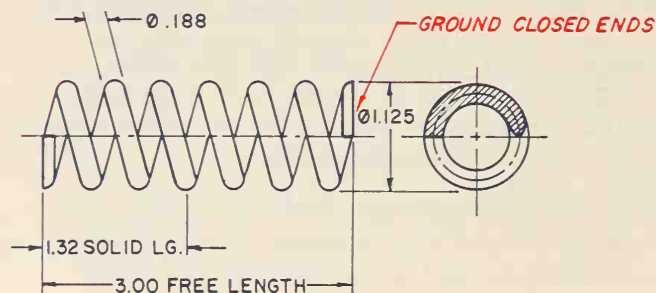 Ø.188
GROUND CLOSED ENDS
Ø1.125
1.32 SOLID LG.
3.00 FREE LENGTH